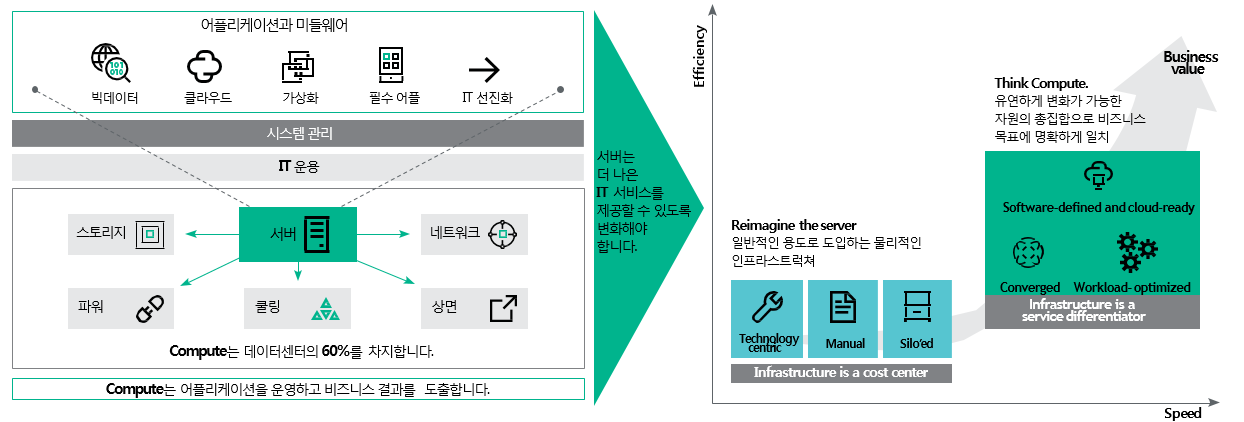 어플리케이션과 미들웨어
빅데이터
클라우드
가상화
필수 어플
IT 선진화
시스템 관리
IT 운용
스토리지
서버
네트워크
파워
쿨링
상면
Compute는 데이터센터의 60%를 차지합니다.
Compute는 어플리케이션을 운영하고 비즈니스 결과를 도출합니다.
서버는
더 나은
IT 서비스를
제공할 수 있도록
변화해야
합니다.
Efficiency
Business
value
Think Compute.
유연하게 변화가 가능한
자원의 총집합으로 비즈니스
목표에 명확하게 일치
Software-defined and cloud-ready
Converged
Workload- optimized
Infrastructure is a
service differentiator
Reimagine the server
일반적인 용도로 도입하는 물리적인
인프라스트럭쳐
Technology
centric
Manual
Silo'ed
Infrastructure is a cost center
Speed